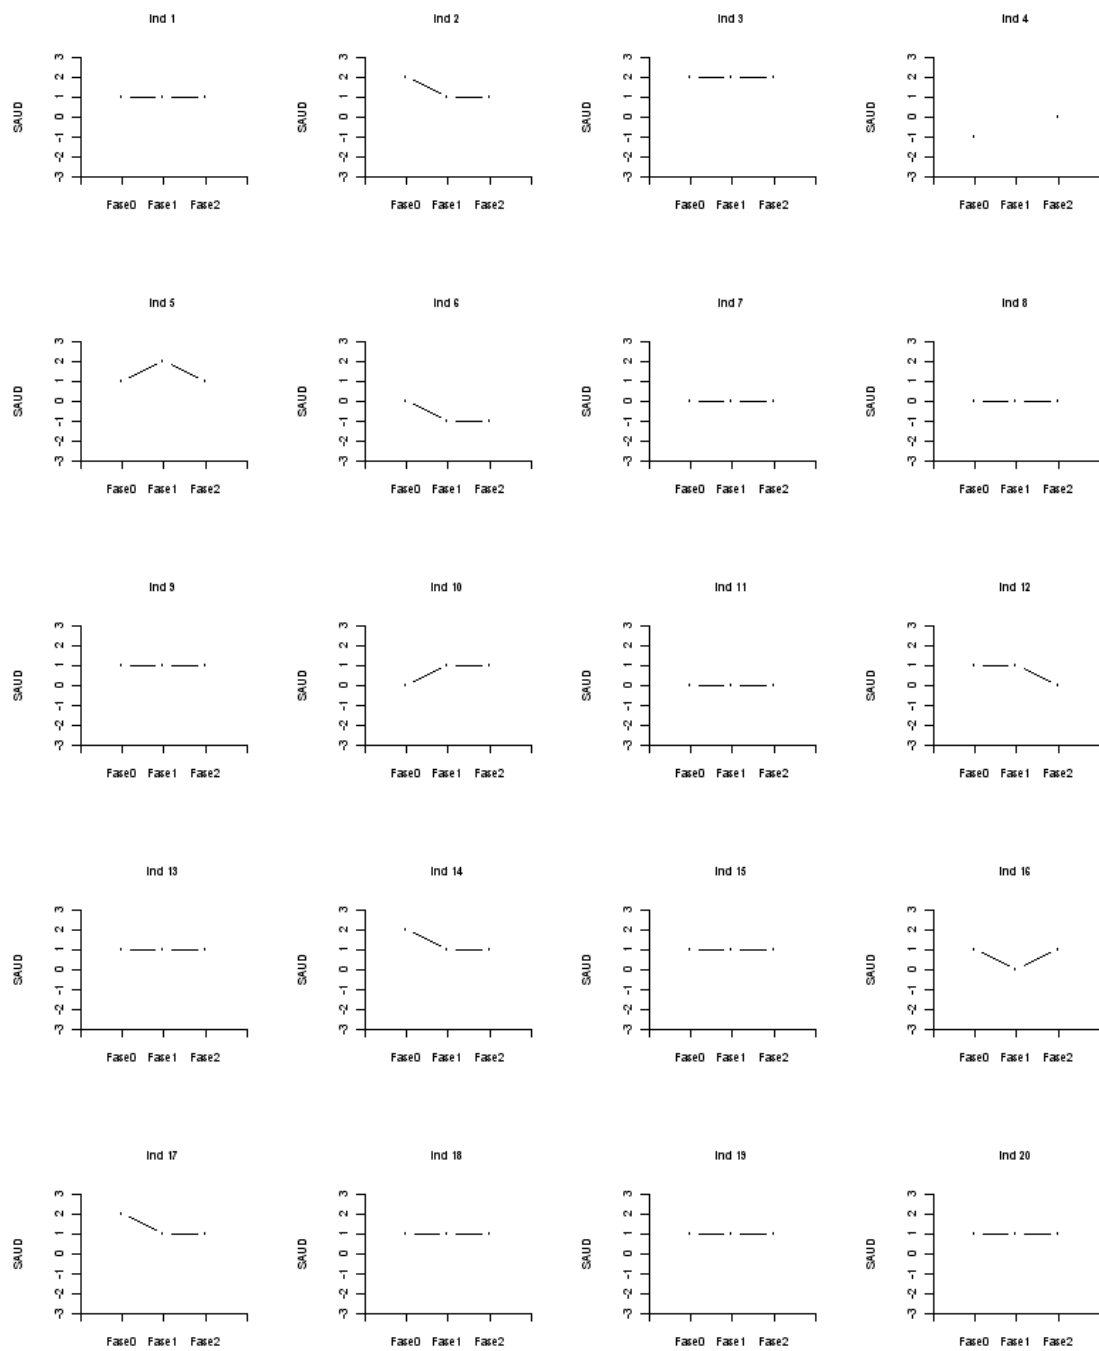 Ind 1 Ind 2 Ind 3 Ind 4
SAUD -3 -2 -1 0 1 2 3 SAUD -3 -2 -1 0 1 2 3 SAUD -3 -2 -1 0 1 2 3 SAUD -3 -2 -1 0 1 2 3
Fase0 Fase1 Fase2 Fase0 Fase1 Fase2 Fase0 Fase1 Fase2 Fase0 Fase1 Fase2
Ind 5 Ind 6 Ind 7 Ind 8
SAUD -3 -2 -1 0 1 2 3 SAUD -3 -2 -1 0 1 2 3 SAUD -3 -2 -1 0 1 2 3 SAUD -3 -2 -1 0 1 2 3
Fase0 Fase1 Fase2 Fase0 Fase1 Fase2 Fase0 Fase1 Fase2 Fase0 Fase1 Fase2
Ind 9 Ind 10 Ind 11 Ind 12
SAUD -3 -2 -1 0 1 2 3 SAUD -3 -2 -1 0 1 2 3 SAUD -3 -2 -1 0 1 2 3 SAUD -3 -2 -1 0 1 2 3
Fase0 Fase1 Fase2 Fase0 Fase1 Fase2 Fase0 Fase1 Fase2 Fase0 Fase1 Fase2
Ind 13 Ind 14 Ind 15 Ind 16
SAUD -3 -2 -1 0 1 2 3 SAUD -3 -2 -1 0 1 2 3 SAUD -3 -2 -1 0 1 2 3 SAUD -3 -2 -1 0 1 2 3
Fase0 Fase1 Fase2 Fase0 Fase1 Fase2 Fase0 Fase1 Fase2 Fase0 Fase1 Fase2
Ind 17 Ind 18 Ind 19 Ind 20
SAUD -3 -2 -1 0 1 2 3 SAUD -3 -2 -1 0 1 2 3 SAUD -3 -2 -1 0 1 2 3 SAUD -3 -2 -1 0 1 2 3
Fase0 Fase1 Fase2 Fase0 Fase1 Fase2 Fase0 Fase1 Fase2 Fase0 Fase1 Fase2